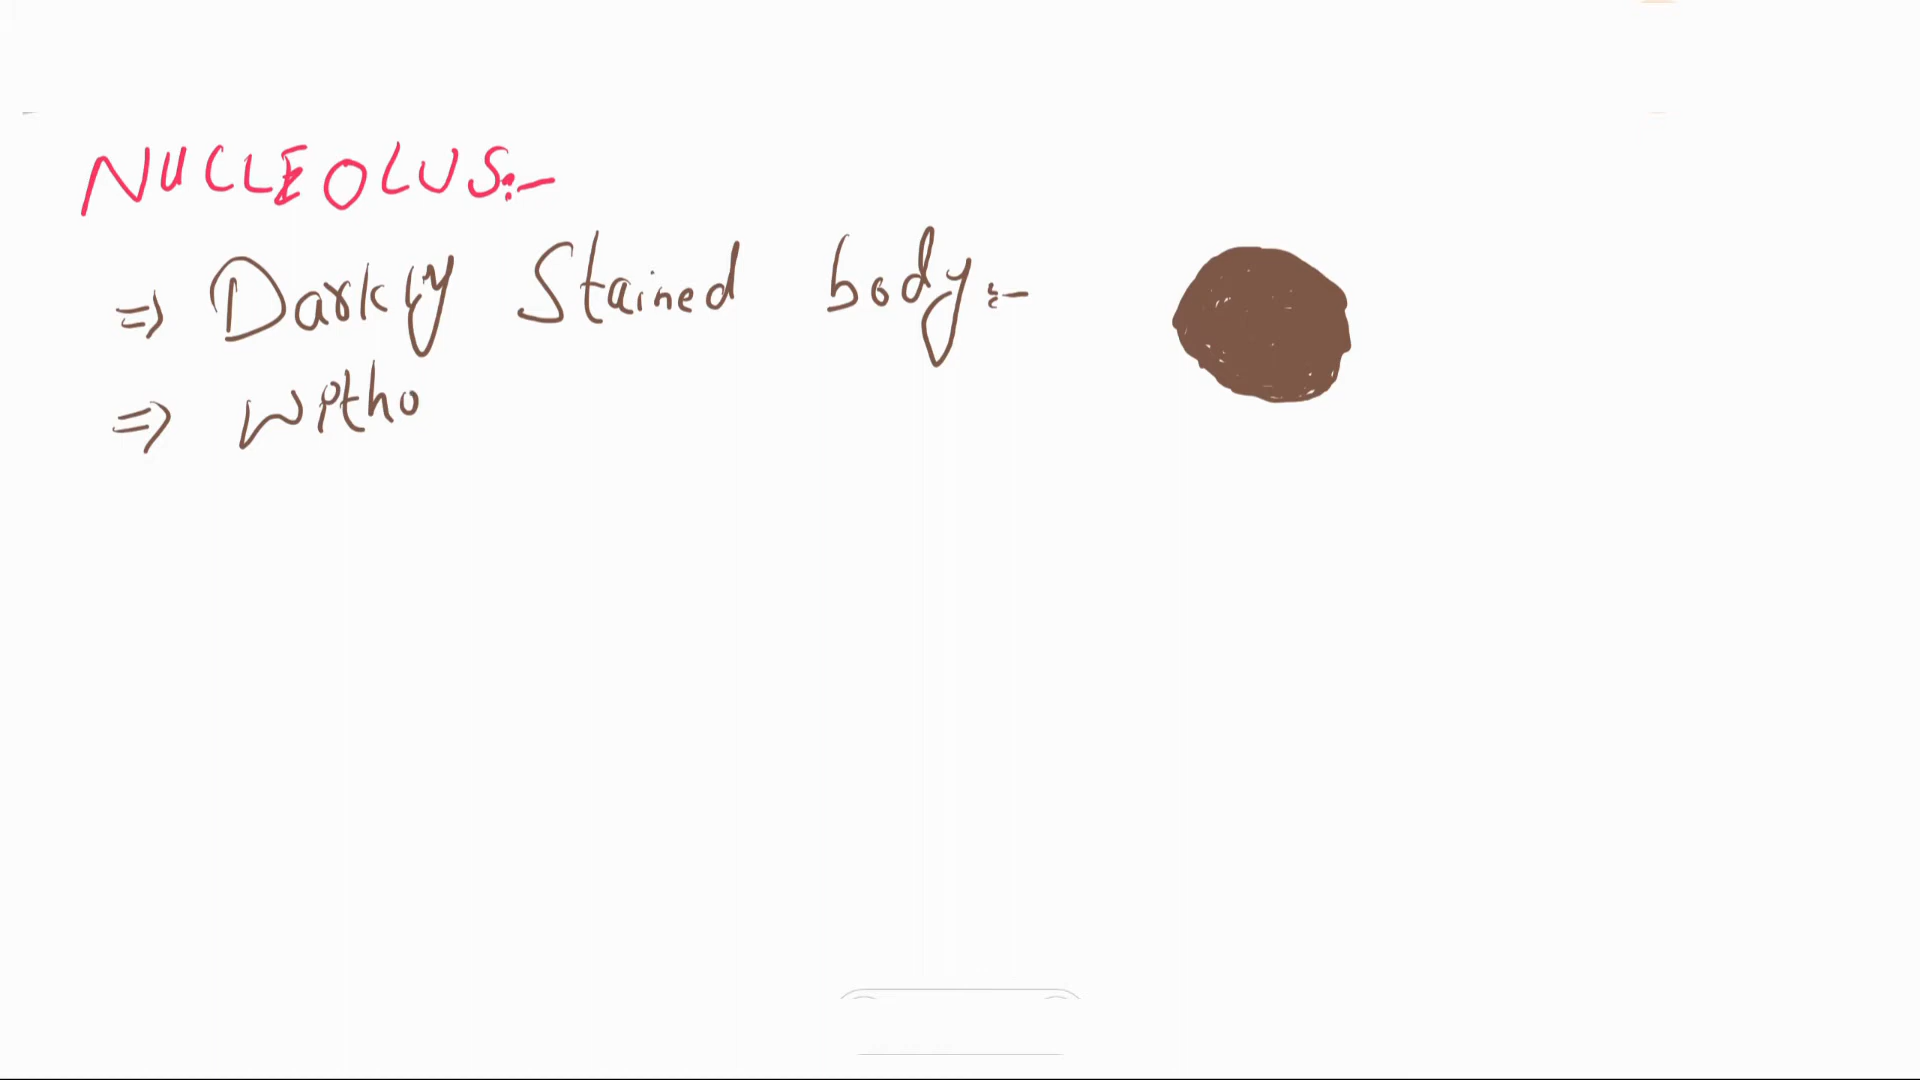 NUCLEOLUS:-
⇒ Darkly Stained body:-
⇒ Witho